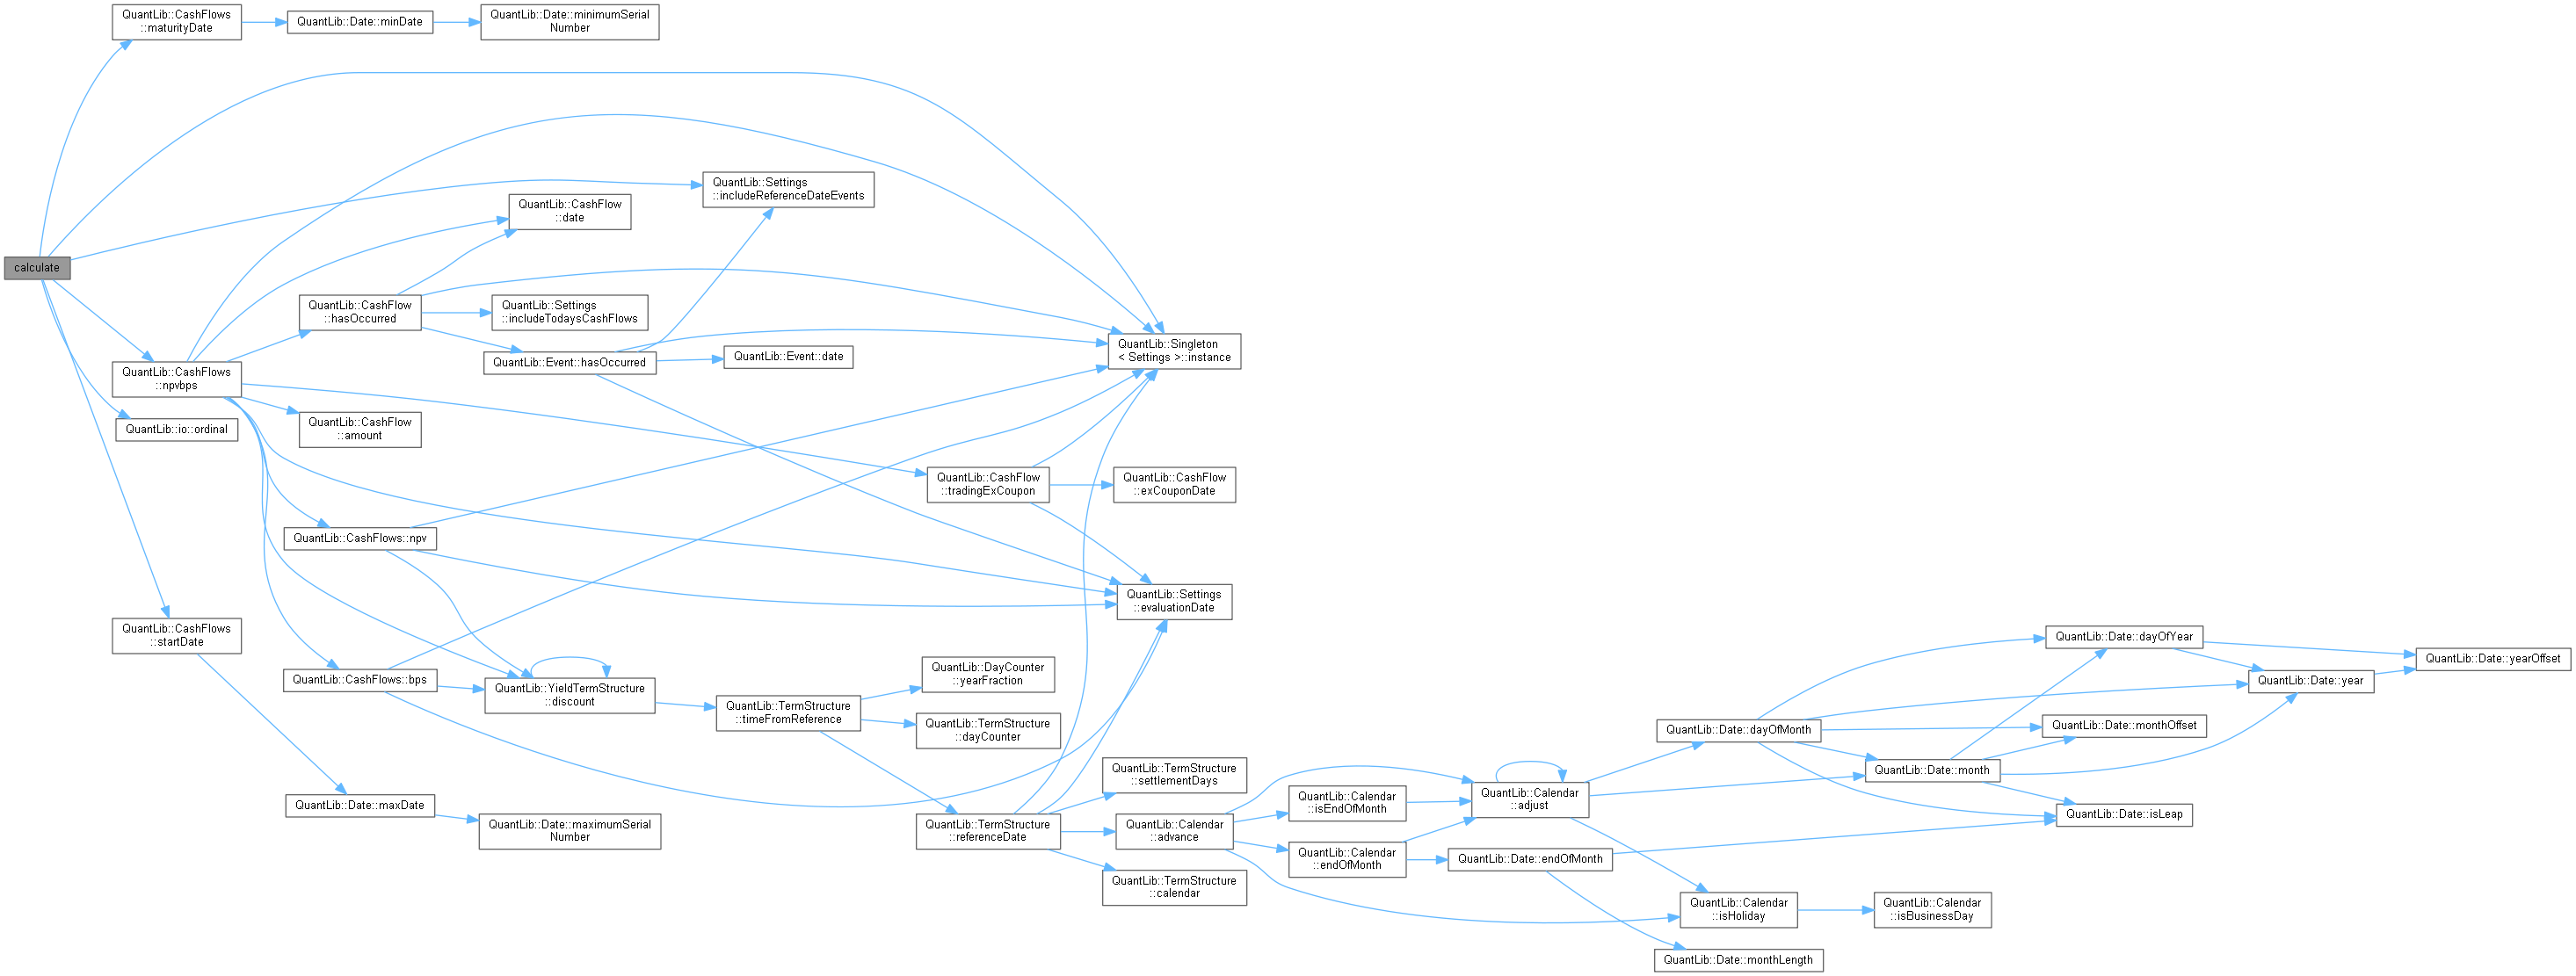 QuantLib::CashFlows
::maturityDate
QuantLib::Date::minDate
QuantLib::Date::minimumSerial
Number
QuantLib::Settings
::includeReferenceDateEvents
QuantLib::CashFlow
::date
calculate
QuantLib::CashFlow
::hasOccurred
QuantLib::Settings
::includeTodaysCashFlows
QuantLib::Singleton
< Settings >::instance
QuantLib::Event::hasOccurred
QuantLib::Event::date
QuantLib::CashFlows
::npvbps
QuantLib::io::ordinal
QuantLib::CashFlow
::amount
QuantLib::CashFlow
::tradingExCoupon
QuantLib::CashFlow
::exCouponDate
QuantLib::CashFlows::npv
QuantLib::Settings
::evaluationDate
QuantLib::CashFlows
::startDate
QuantLib::CashFlows::bps
QuantLib::YieldTermStructure
::discount
QuantLib::TermStructure
::timeFromReference
QuantLib::DayCounter
::yearFraction
QuantLib::TermStructure
::dayCounter
QuantLib::Date::dayOfYear
QuantLib::Date::yearOffset
QuantLib::Date::year
QuantLib::Date::dayOfMonth
QuantLib::Date::monthOffset
QuantLib::Date::month
QuantLib::Date::isLeap
QuantLib::TermStructure
::settlementDays
QuantLib::Date::maxDate
QuantLib::Date::maximumSerial
Number
QuantLib::TermStructure
::referenceDate
QuantLib::Calendar
::advance
QuantLib::Calendar
::isEndOfMonth
QuantLib::Calendar
::adjust
QuantLib::Calendar
::endOfMonth
QuantLib::Date::endOfMonth
QuantLib::TermStructure
::calendar
QuantLib::Calendar
::isHoliday
QuantLib::Calendar
::isBusinessDay
QuantLib::Date::monthLength